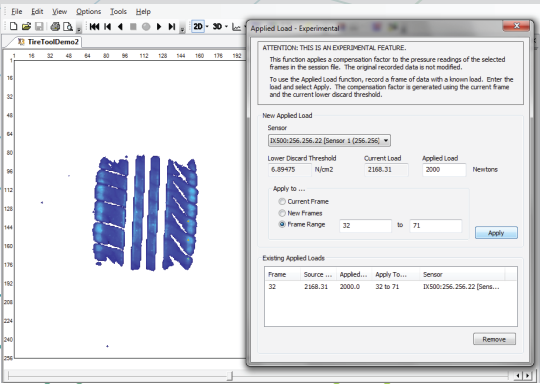 File Edit View Options Tools Help
2D 3D
TireToolDemo2
1 16 32 48 64 80 96 112 128 144 160 176 192
1
16
32
48
64
80
96
112
128
144
160
176
192
208
224
240
256
Applied Load - Experimental
ATTENTION: THIS IS AN EXPERIMENTAL FEATURE.
This function applies a compensation factor to the pressure readings of the selected
frames in the session file. The original recorded data is not modified.
To use the Applied Load function, record a frame of data with a known load. Enter the
load and select Apply. The compensation factor is generated using the current frame
and the current lower discard threshold.
New Applied Load
Sensor
IX500:256.256.22 [Sensor 1 (256.256)
Lower Discard Threshold Current Load Applied Load
6.89475 N/cm2 2168.31 2000 Newtons
Apply to ...
Current Frame
New Frames
Frame Range 32 to 71
Apply
Existing Applied Loads
Frame Source ... Applied... Apply To... Sensor
32 2168.31 2000.0 32 to 71 IX500:256.256.22 [Sens...
Remove